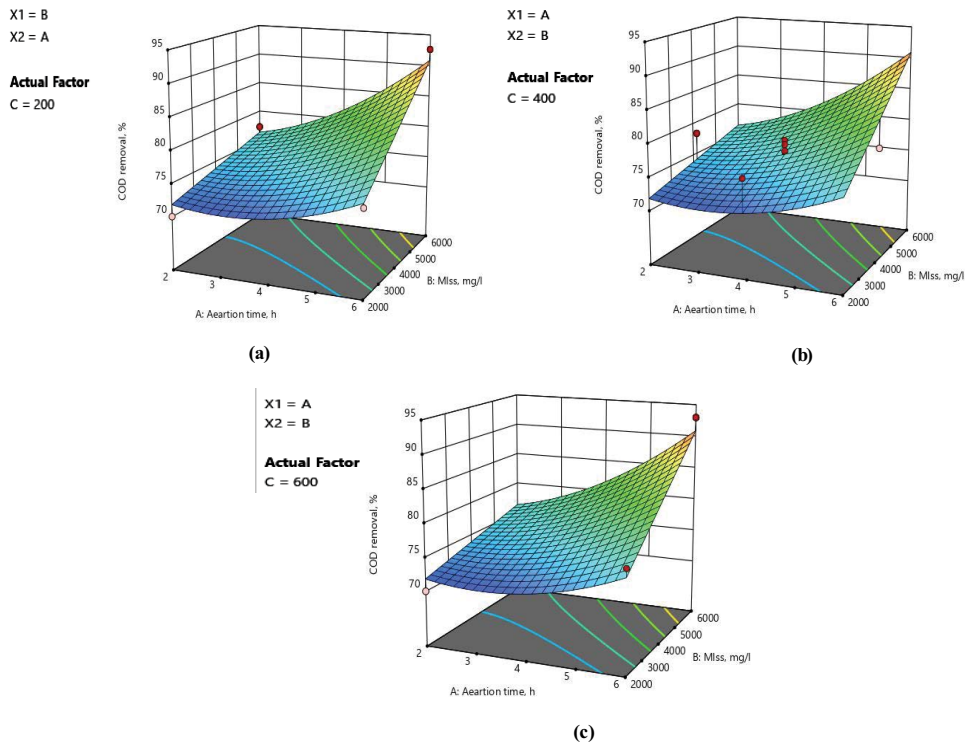 X1 = B
X2 = A
Actual Factor
C = 200
COD removal, %
95
90
85
80
75
70
2
3
4
5
6
A: Aeartion time, h
2000
3000
4000
5000
6000
B: Mlss, mg/l
(a)
X1 = A
X2 = B
Actual Factor
C = 400
COD removal, %
95
90
85
80
75
70
2
3
4
5
6
A: Aeartion time, h
2000
3000
4000
5000
6000
B: Mlss, mg/l
(b)
X1 = A
X2 = B
Actual Factor
C = 600
COD removal, %
95
90
85
80
75
70
2
3
4
5
6
A: Aeartion time, h
2000
3000
4000
5000
6000
B: Mlss, mg/l
(c)